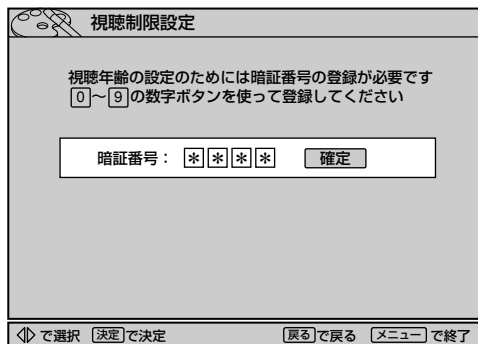 視聴制限設定
視聴年齢の設定のためには暗証番号の登録が必要です
0~9の数字ボタンを使って登録してください
暗証番号： ＊＊＊＊ 確定
で選択 決定で決定 戻るで戻る メニューで終了